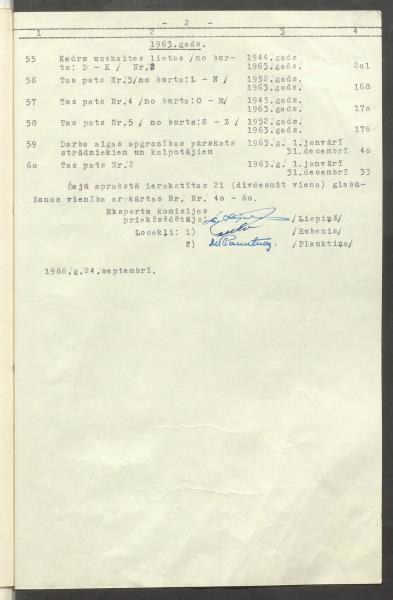 - 2 -
1 2 3 4
1963.gads.
55 Kadru uzskaites lietas /no bur- 1944.gads
ta: D - K / Nr.2 1963.gads. 201
56 Tas pats Nr.3/no burta:L - N / 1952.gads.
1963.gads. 168
57 Tas pats Nr.4 /no burta:O - R/ 1945.gads
1963.gads. 170
58 Tas pats Nr.5 / no burta:S - Z / 1952.gads.
1963.gads. 176
59 Darba algas apgrozības pārskats 1963.g. 1.janvārī
strādniekiem un kalpotājiem 31.decembrī 40
60 Tas pats Nr.2 1963.g. 1.janvārī
31.decembrī 33
Šajā aprakstā ierakstītas 21 (divdesmit viena) glabā-
šanas vienība arskārtas Nr. Nr. 40 - 60.
Ekspertu komisijas
priekšsēdētājs: /Liepiņš/
Locekļi: 1) /Rubenis/
2) /Plauktiņa/
1966.g.24.septembrī.